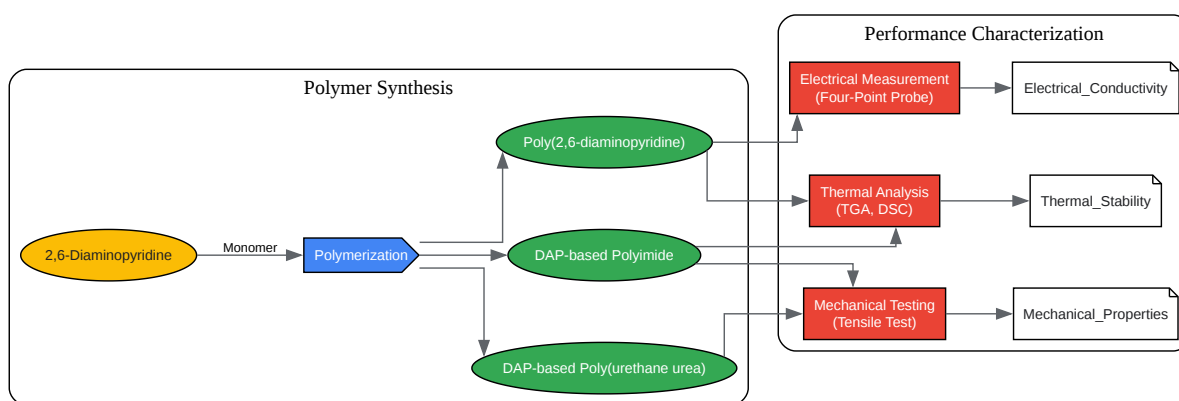 Performance Characterization
Polymer Synthesis
Electrical Measurement
(Four-Point Probe)
Electrical_Conductivity
Poly(2,6-diaminopyridine)
Thermal Analysis
(TGA, DSC)
Thermal_Stability
2,6-Diaminopyridine
Monomer
Polymerization
DAP-based Polyimide
Mechanical Testing
(Tensile Test)
Mechanical_Properties
DAP-based Poly(urethane urea)